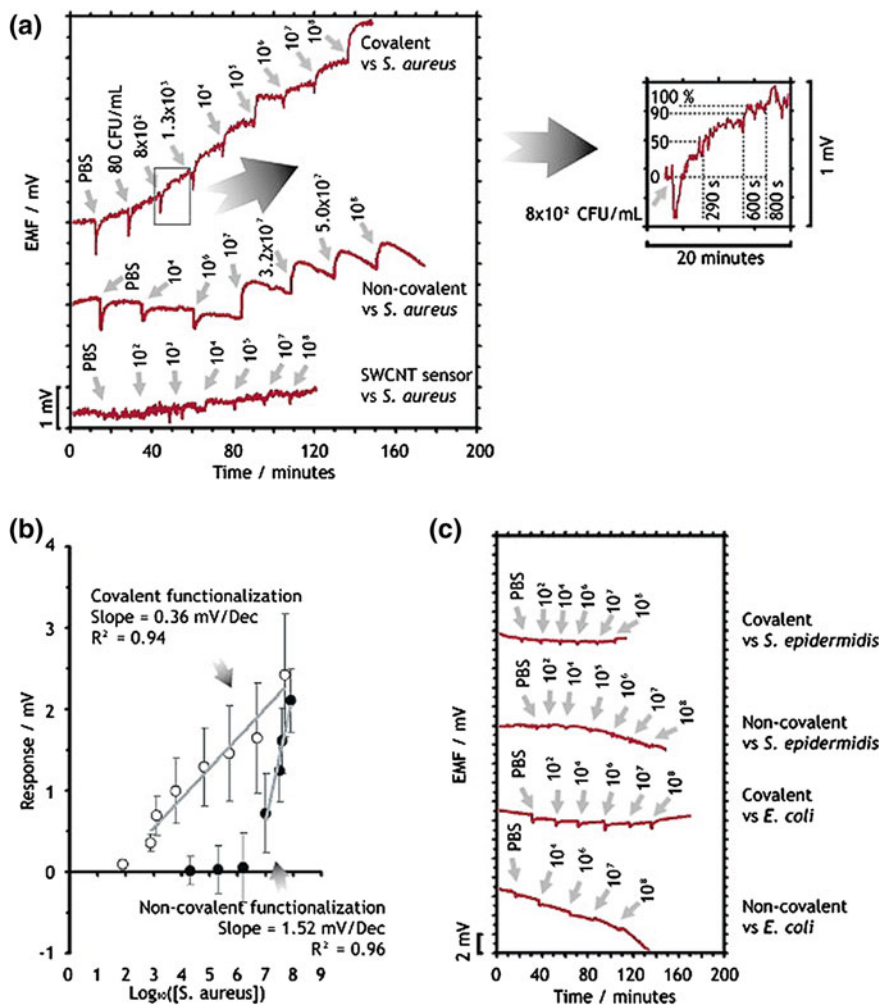 (a)
10⁸
10⁷
10⁶
10⁵
10⁴
1.3x10³
8x10²
80 CFU/mL
PBS
Covalent
vs S. aureus
PBS
10⁴
10⁶
10⁷
3.2x10⁷
5.0x10⁷
10⁸
Non-covalent
vs S. aureus
PBS
10²
10³
10⁴
10⁵
10⁷
10⁸
SWCNT sensor
vs S. aureus
EMF / mV
1 mV
0 40 80 120 160 200
Time / minutes
100 %
90
50
0
290 s
600 s
800 s
1 mV
8x10² CFU/mL
20 minutes
(b)
4
3
2
1
0
-1
Response / mV
Covalent functionalization
Slope = 0.36 mV/Dec
R² = 0.94
Non-covalent functionalization
Slope = 1.52 mV/Dec
R² = 0.96
0 1 2 3 4 5 6 7 8 9
Log₁₀([S. aureus])
(c)
PBS
10²
10⁴
10⁶
10⁷
10⁸
Covalent
vs S. epidermidis
PBS
10²
10⁴
10⁵
10⁶
10⁷
10⁸
Non-covalent
vs S. epidermidis
PBS
10²
10⁴
10⁶
10⁷
10⁸
Covalent
vs E. coli
PBS
10⁴
10⁶
10⁷
10⁸
Non-covalent
vs E. coli
EMF / mV
2 mV
0 40 80 120 160 200
Time / minutes